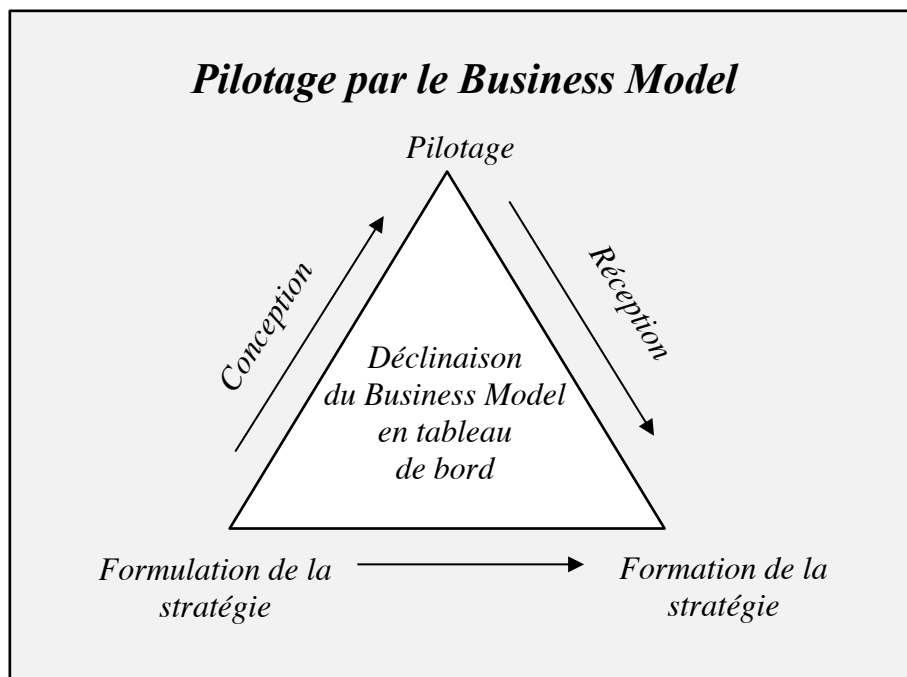 Pilotage par le Business Model
Pilotage
Conception
Réception
Déclinaison
du Business Model
en tableau
de bord
Formulation de la
stratégie
Formation de la
stratégie